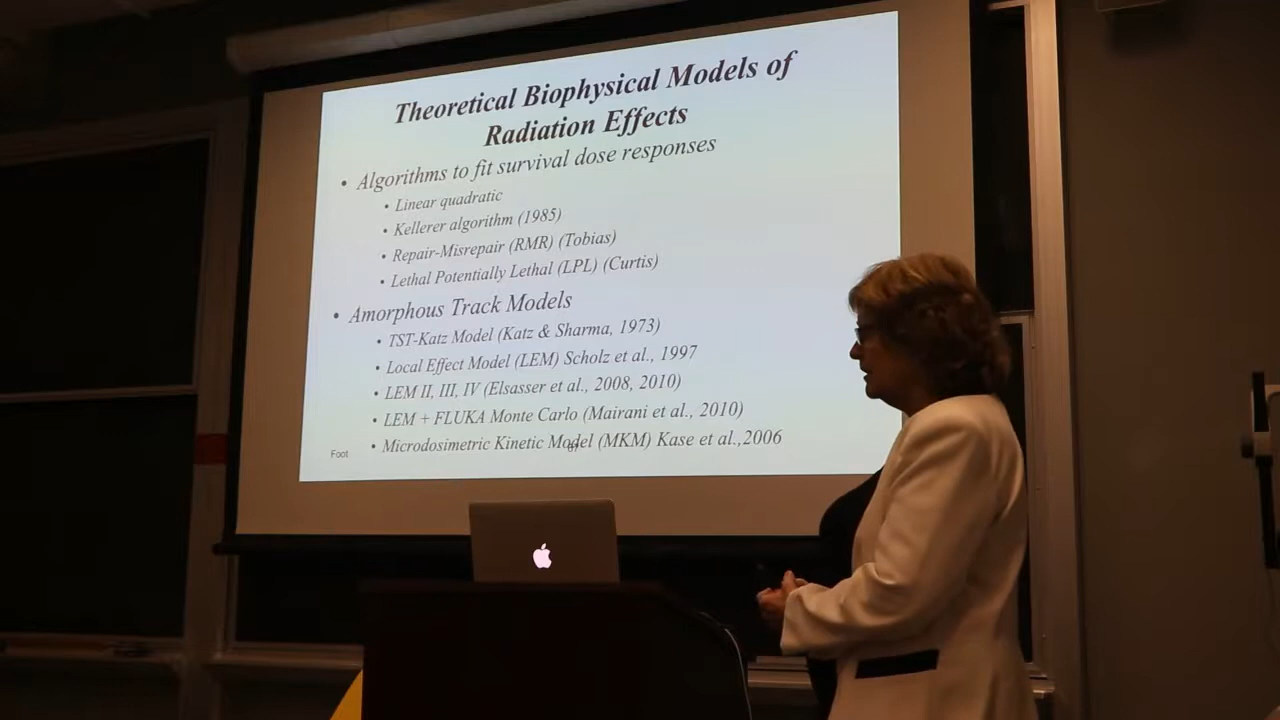 Theoretical Biophysical Models of
Radiation Effects
• Algorithms to fit survival dose responses
• Linear quadratic
• Kellerer algorithm (1985)
• Repair-Misrepair (RMR) (Tobias)
• Lethal Potentially Lethal (LPL) (Curtis)
• Amorphous Track Models
• TST-Katz Model (Katz & Sharma, 1973)
• Local Effect Model (LEM) Scholz et al., 1997
• LEM II, III, IV (Elsasser et al., 2008, 2010)
• LEM + FLUKA Monte Carlo (Mairani et al., 2010)
• Microdosimetric Kinetic Model (MKM) Kase et al.,2006
Foot